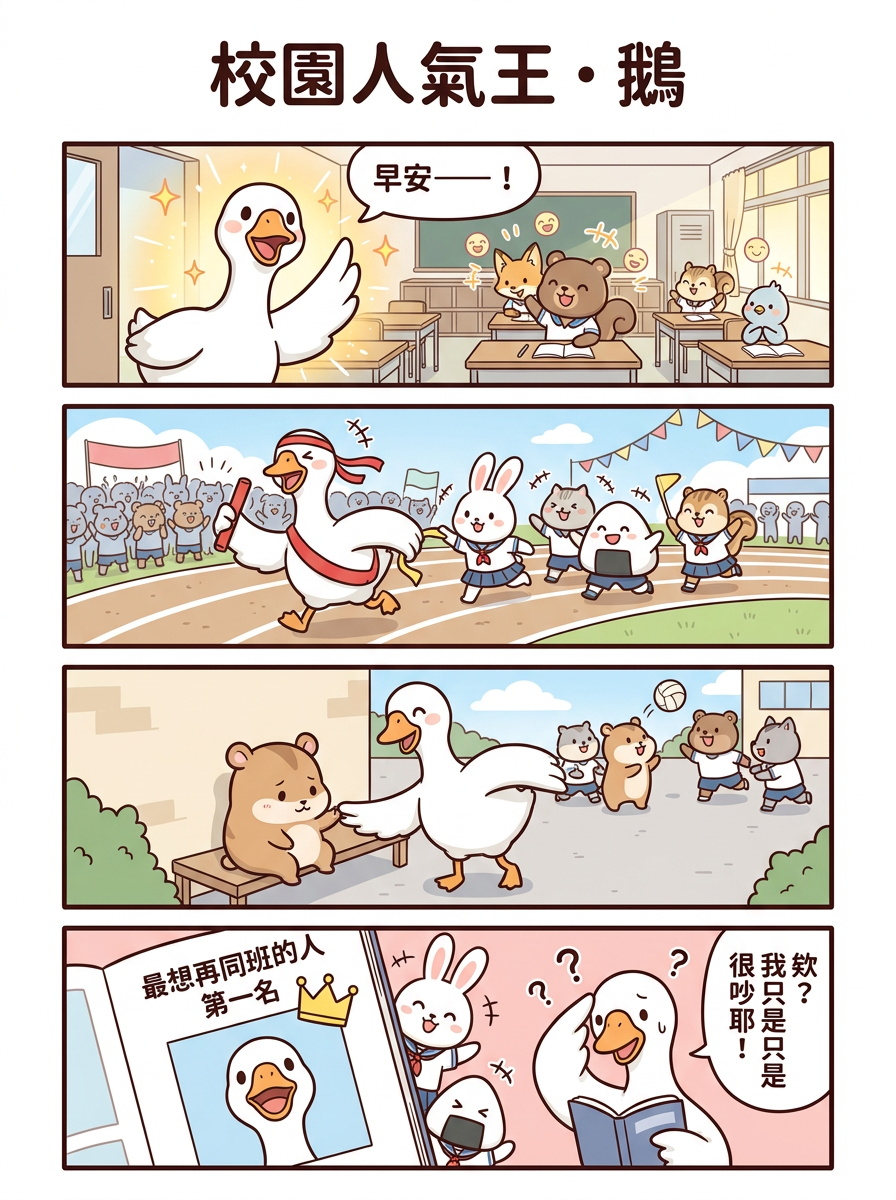 校園人氣王・鵝
早安——！
最想再同班的人
第一名
欸？
我只是只是
很吵耶！